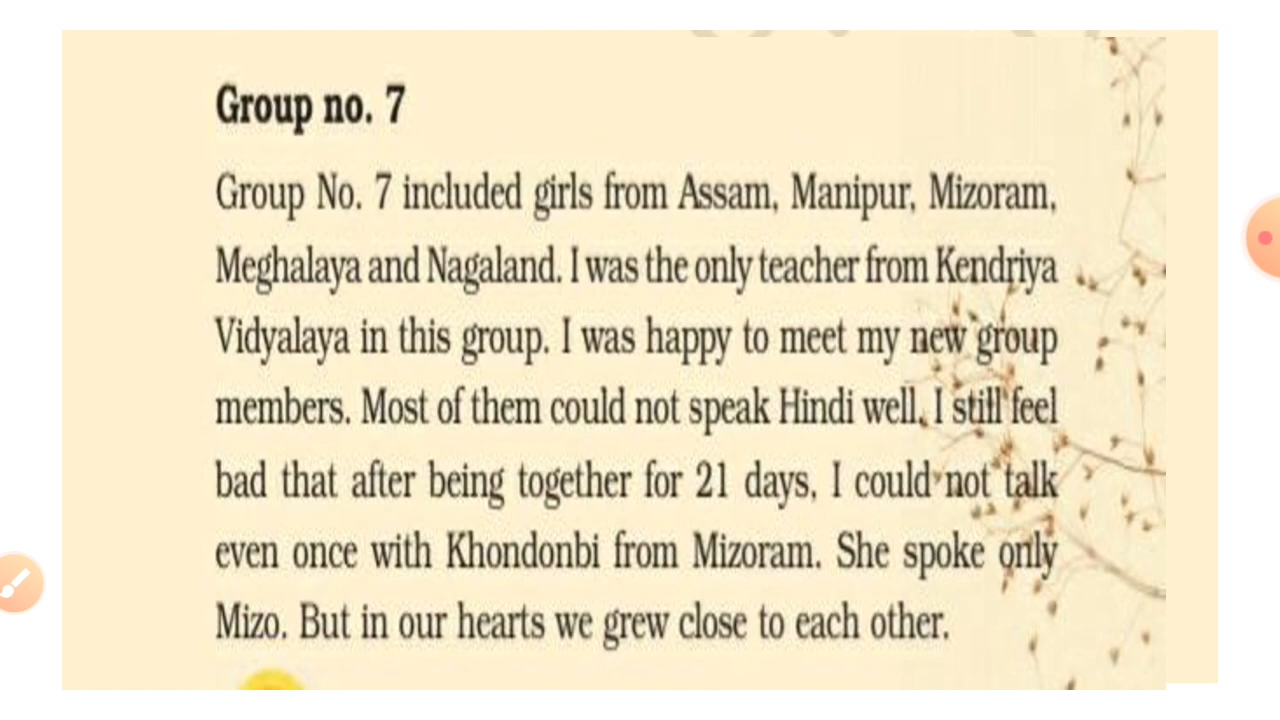 Group no. 7
Group No. 7 included girls from Assam, Manipur, Mizoram,
Meghalaya and Nagaland. I was the only teacher from Kendriya
Vidyalaya in this group. I was happy to meet my new group
members. Most of them could not speak Hindi well. I still feel
bad that after being together for 21 days, I could not talk
even once with Khondonbi from Mizoram. She spoke only
Mizo. But in our hearts we grew close to each other.